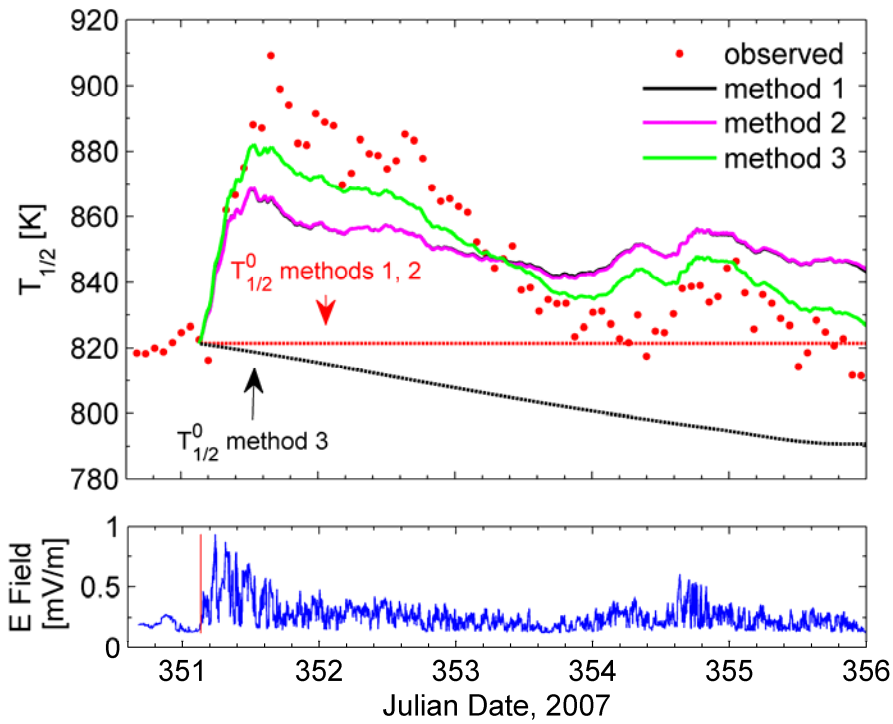 920
900
880
860
840
820
800
780
T1/2 [K]
observed
method 1
method 2
method 3
T⁰1/2 methods 1, 2
T⁰1/2 method 3
1
0.5
0
E Field
[mV/m]
351
352
353
354
355
356
Julian Date, 2007